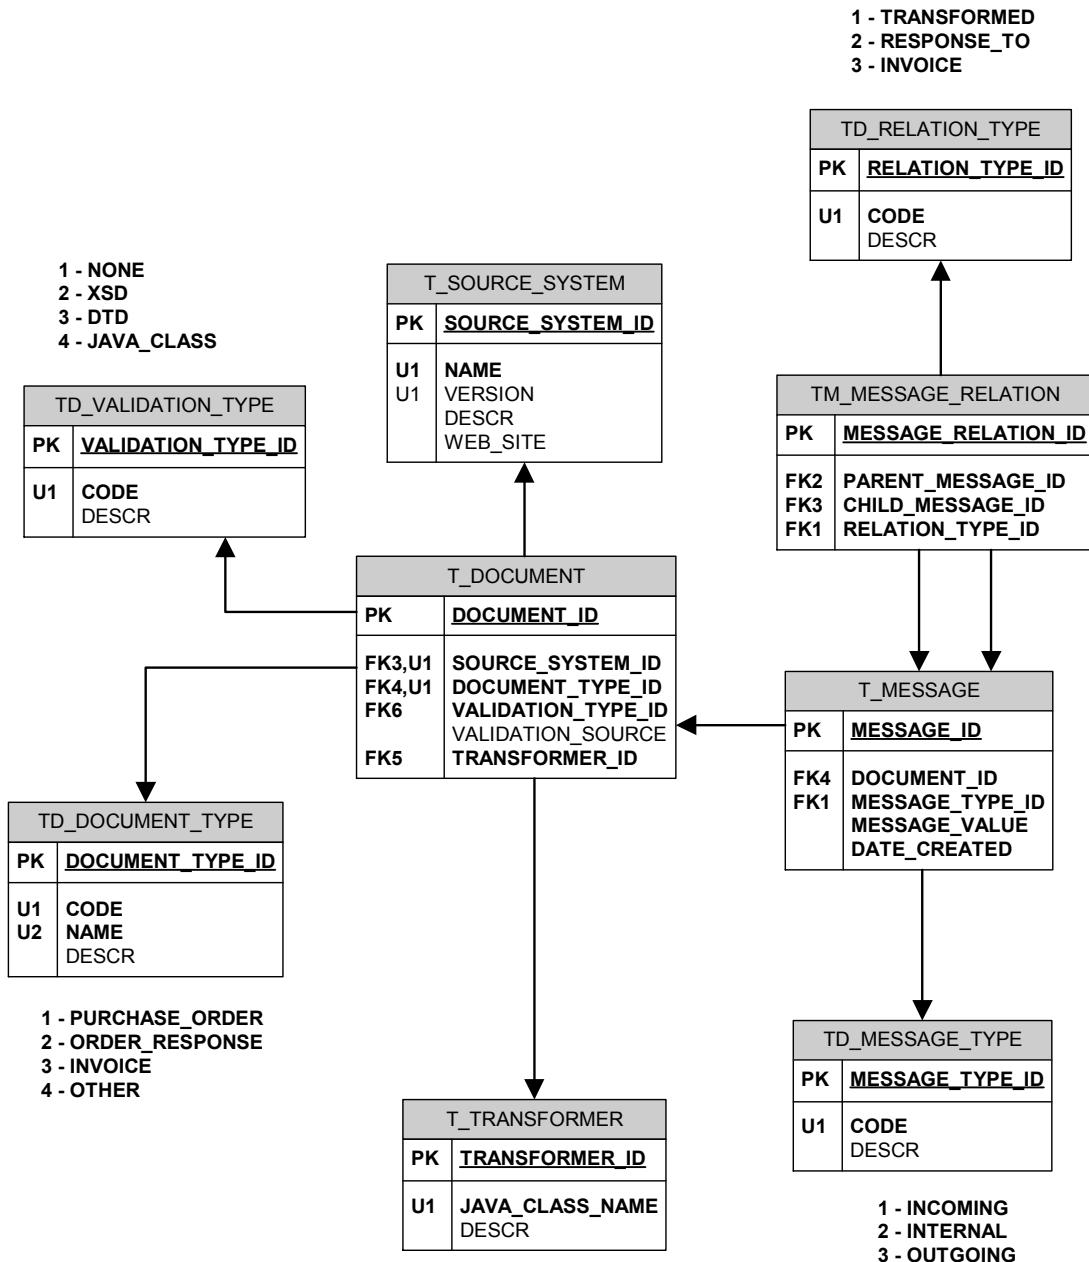 1 - TRANSFORMED
2 - RESPONSE_TO
3 - INVOICE
TD_RELATION_TYPE
PK RELATION_TYPE_ID
U1 CODE
DESCR
1 - NONE
2 - XSD
3 - DTD
4 - JAVA_CLASS
T_SOURCE_SYSTEM
PK SOURCE_SYSTEM_ID
U1 NAME
U1 VERSION
DESCR
WEB_SITE
TD_VALIDATION_TYPE
PK VALIDATION_TYPE_ID
U1 CODE
DESCR
TM_MESSAGE_RELATION
PK MESSAGE_RELATION_ID
FK2 PARENT_MESSAGE_ID
FK3 CHILD_MESSAGE_ID
FK1 RELATION_TYPE_ID
T_DOCUMENT
PK DOCUMENT_ID
FK3,U1 SOURCE_SYSTEM_ID
FK4,U1 DOCUMENT_TYPE_ID
FK6 VALIDATION_TYPE_ID
VALIDATION_SOURCE
FK5 TRANSFORMER_ID
T_MESSAGE
PK MESSAGE_ID
FK4 DOCUMENT_ID
FK1 MESSAGE_TYPE_ID
MESSAGE_VALUE
DATE_CREATED
TD_DOCUMENT_TYPE
PK DOCUMENT_TYPE_ID
U1 CODE
U2 NAME
DESCR
1 - PURCHASE_ORDER
2 - ORDER_RESPONSE
3 - INVOICE
4 - OTHER
T_TRANSFORMER
PK TRANSFORMER_ID
U1 JAVA_CLASS_NAME
DESCR
TD_MESSAGE_TYPE
PK MESSAGE_TYPE_ID
U1 CODE
DESCR
1 - INCOMING
2 - INTERNAL
3 - OUTGOING